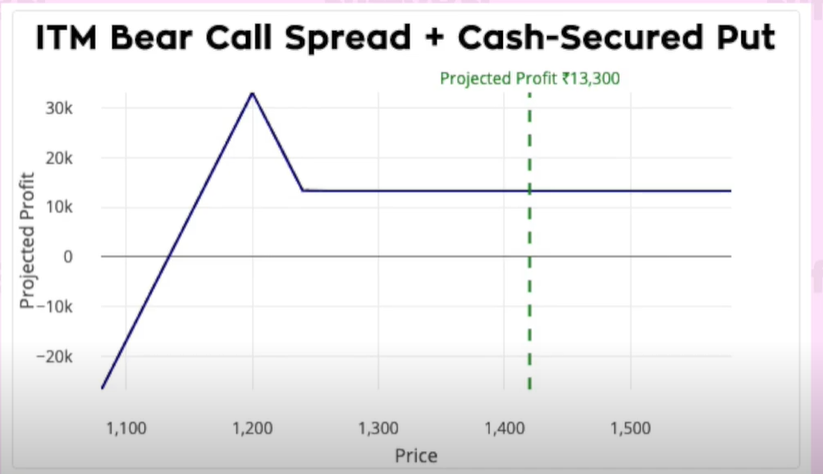 ITM Bear Call Spread + Cash-Secured Put
Projected Profit ₹13,300
30k
20k
10k
0
−10k
−20k
Projected Profit
1,100 1,200 1,300 1,400 1,500
Price